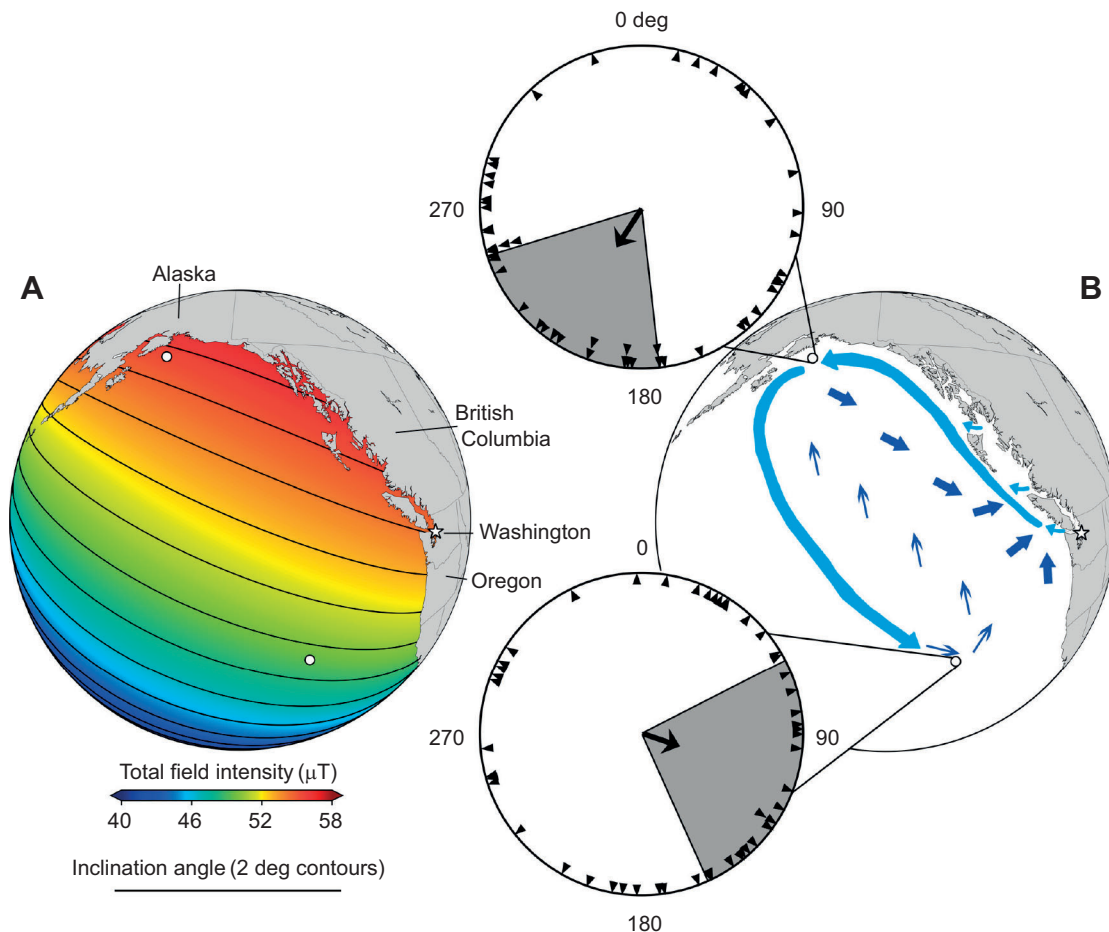 0 deg
270
90
180
A
B
Alaska
British
Columbia
Washington
Oregon
Total field intensity (μT)
40 46 52 58
Inclination angle (2 deg contours)
0
270
90
180